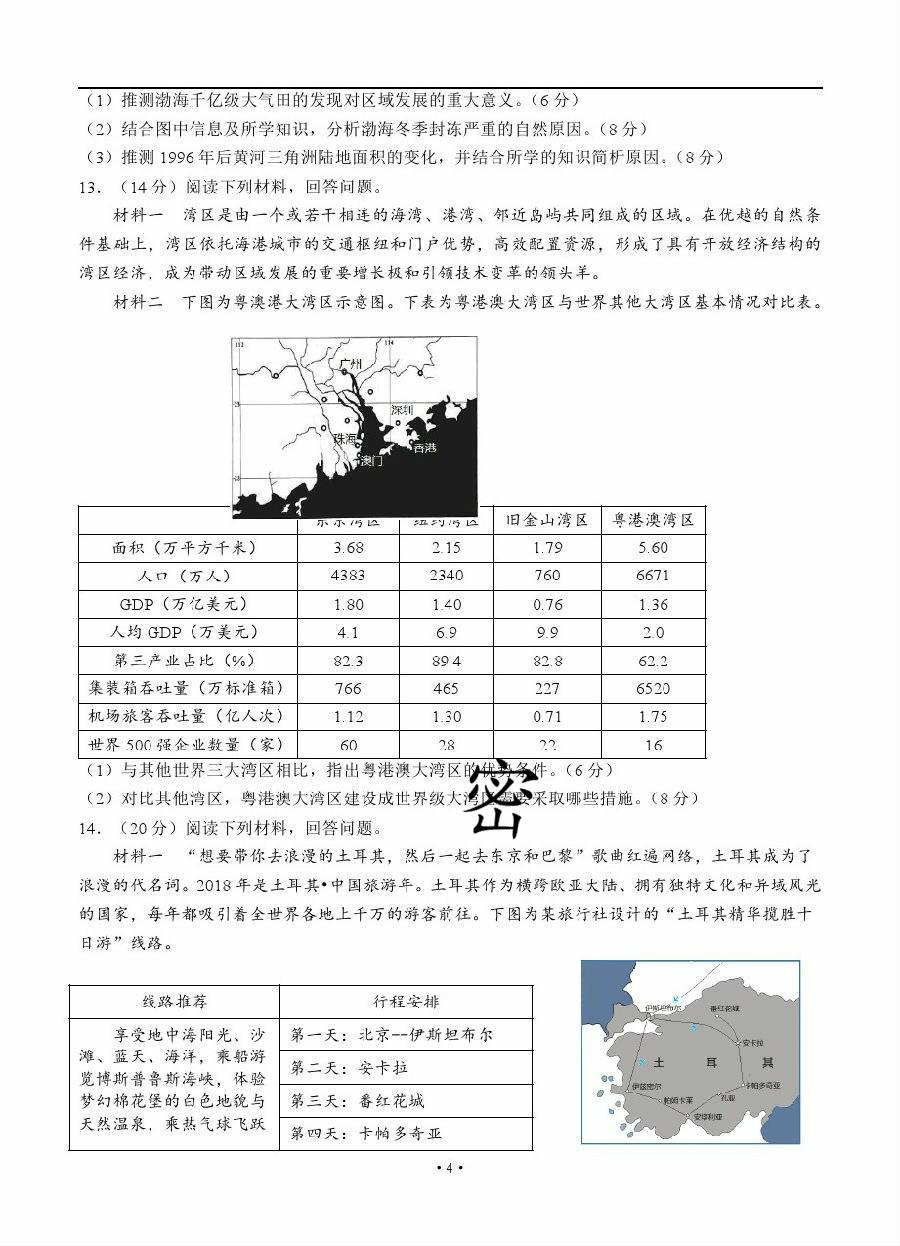 （1）推测渤海千亿级大气田的发现对区域发展的重大意义。（6分）
（2）结合图中信息及所学知识，分析渤海冬季封冻严重的自然原因。（8分）
（3）推测1996年后黄河三角洲陆地面积的变化，并结合所学的知识简析原因。（8分）
13．（14分）阅读下列材料，回答问题。
材料一 湾区是由一个或若干相连的海湾、港湾、邻近岛屿共同组成的区域。在优越的自然条
件基础上，湾区依托海港城市的交通枢纽和门户优势，高效配置资源，形成了具有开放经济结构的
湾区经济，成为带动区域发展的重要增长极和引领技术变革的领头羊。
材料二 下图为粤澳港大湾区示意图。下表为粤港澳大湾区与世界其他大湾区基本情况对比表。
112 114
广州
23
深圳
珠海
香港
澳门
22
东京湾区 纽约湾区 旧金山湾区 粤港澳湾区
面积（万平方千米） 3.68 2.15 1.79 5.60
人口（万人） 4383 2340 760 6671
GDP（万亿美元） 1.80 1.40 0.76 1.36
人均GDP（万美元） 4.1 6.9 9.9 2.0
第三产业占比（%） 82.3 89.4 82.8 62.2
集装箱吞吐量（万标准箱） 766 465 227 6520
机场旅客吞吐量（亿人次） 1.12 1.30 0.71 1.75
世界500强企业数量（家） 60 28 22 16
（1）与其他世界三大湾区相比，指出粤港澳大湾区的优势条件。（6分）
密
（2）对比其他湾区，粤港澳大湾区建设成世界级大湾区需要采取哪些措施。（8分）
14．（20分）阅读下列材料，回答问题。
材料一 “想要带你去浪漫的土耳其，然后一起去东京和巴黎”歌曲红遍网络，土耳其成为了
浪漫的代名词。2018年是土耳其•中国旅游年。土耳其作为横跨欧亚大陆、拥有独特文化和异域风光
的国家，每年都吸引着全世界各地上千万的游客前往。下图为某旅行社设计的“土耳其精华揽胜十
日游”线路。
线路推荐 行程安排
享受地中海阳光、沙
滩、蓝天、海洋，乘船游
览博斯普鲁斯海峡，体验
梦幻棉花堡的白色地貌与
天然温泉，乘热气球飞跃
第一天：北京--伊斯坦布尔
第二天：安卡拉
第三天：番红花城
第四天：卡帕多奇亚
伊斯坦布尔 番红花城
安卡拉
土 耳 其
伊兹密尔 卡帕多奇亚
帕姆卡莱 孔亚
安塔利亚
·4·